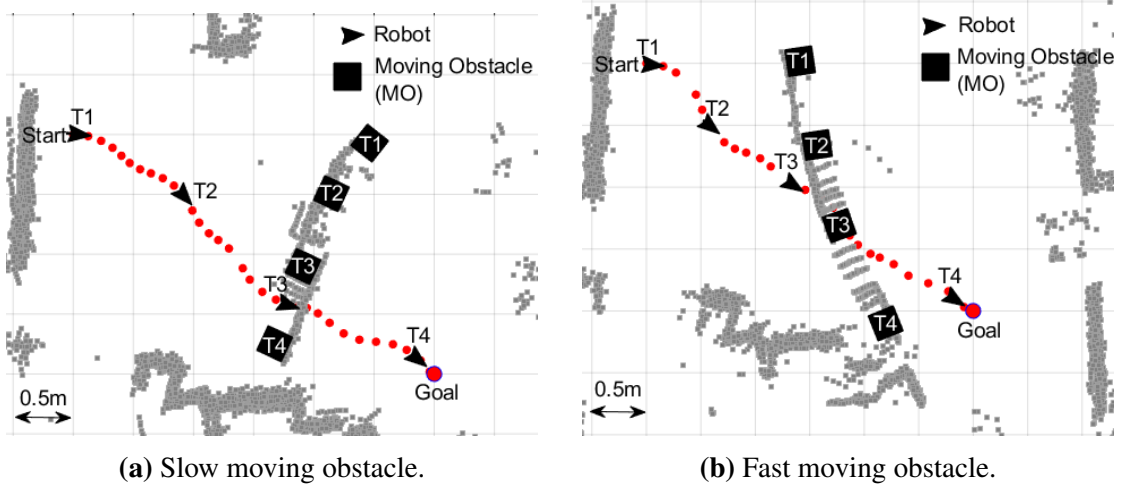 Robot
Moving Obstacle
(MO)
T1
Start
T1
T2
T2
T3
T3
T4
T4
Goal
0.5m
(a) Slow moving obstacle.
Robot
Moving Obstacle
(MO)
T1
Start
T1
T2
T2
T3
T3
T4
T4
Goal
0.5m
(b) Fast moving obstacle.